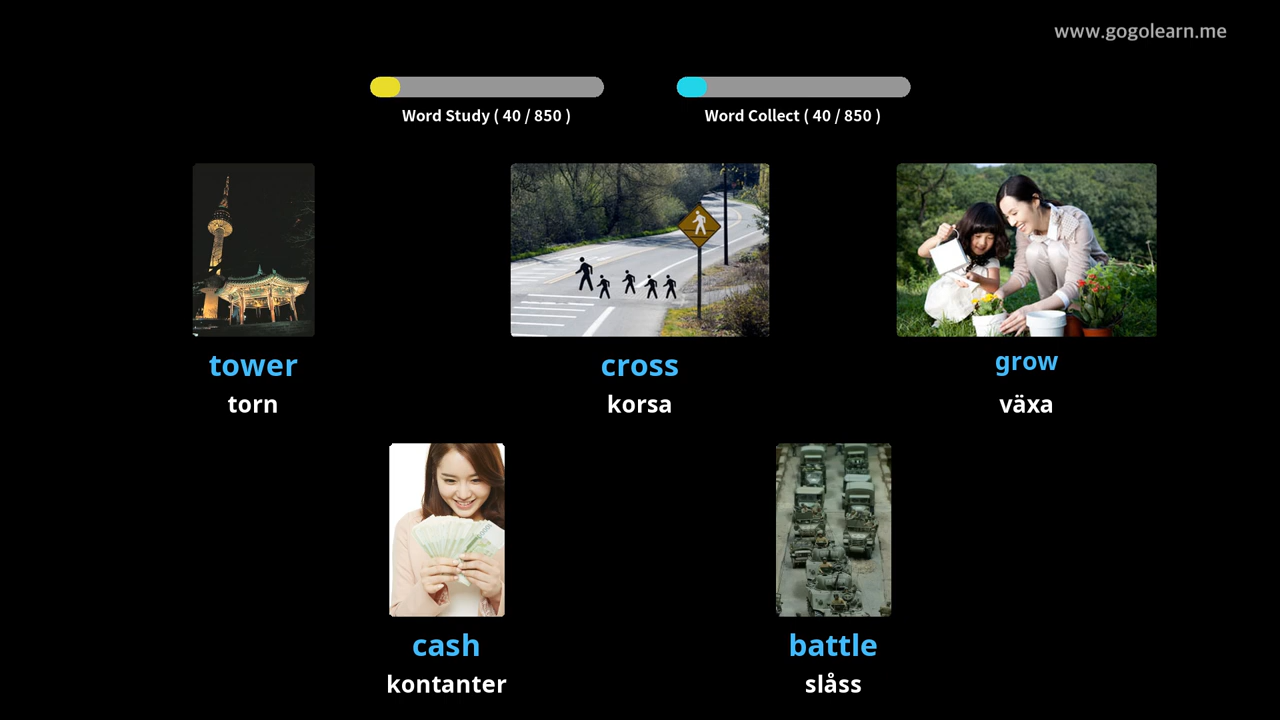 www.gogolearn.me
Word Study ( 40 / 850 )
Word Collect ( 40 / 850 )
tower
torn
cross
korsa
grow
växa
cash
kontanter
battle
slåss